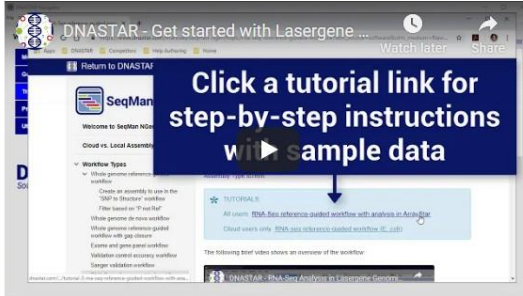 DNASTAR - Get started with Lasergene ...
Watch later
Share
Apps
DNASTAR
Competitors
Help Authoring
Home
Return to DNASTAR
SeqMan
Click a tutorial link for
step-by-step instructions
with sample data
Welcome to SeqMan NGen
Cloud vs. Local Assembly
Workflow Types
Whole genome reference
workflow
Create an assembly to use in the
"SNP to Structure" workflow
Filter based on "P not Ref"
Whole genome de novo workflow
Whole genome reference-guided
workflow with gap closure
Exome and gene panel workflow
Validation control accuracy workflow
Sanger validation workflow
TUTORIALS:
All users: RNA-Seq reference-guided workflow with analysis in ArrayStar
Cloud users only: RNA-seq reference-guided workflow (E. coli)
The following brief video shows an overview of the workflow:
DNASTAR - RNA-Seq Analysis in Lasergene Genomi